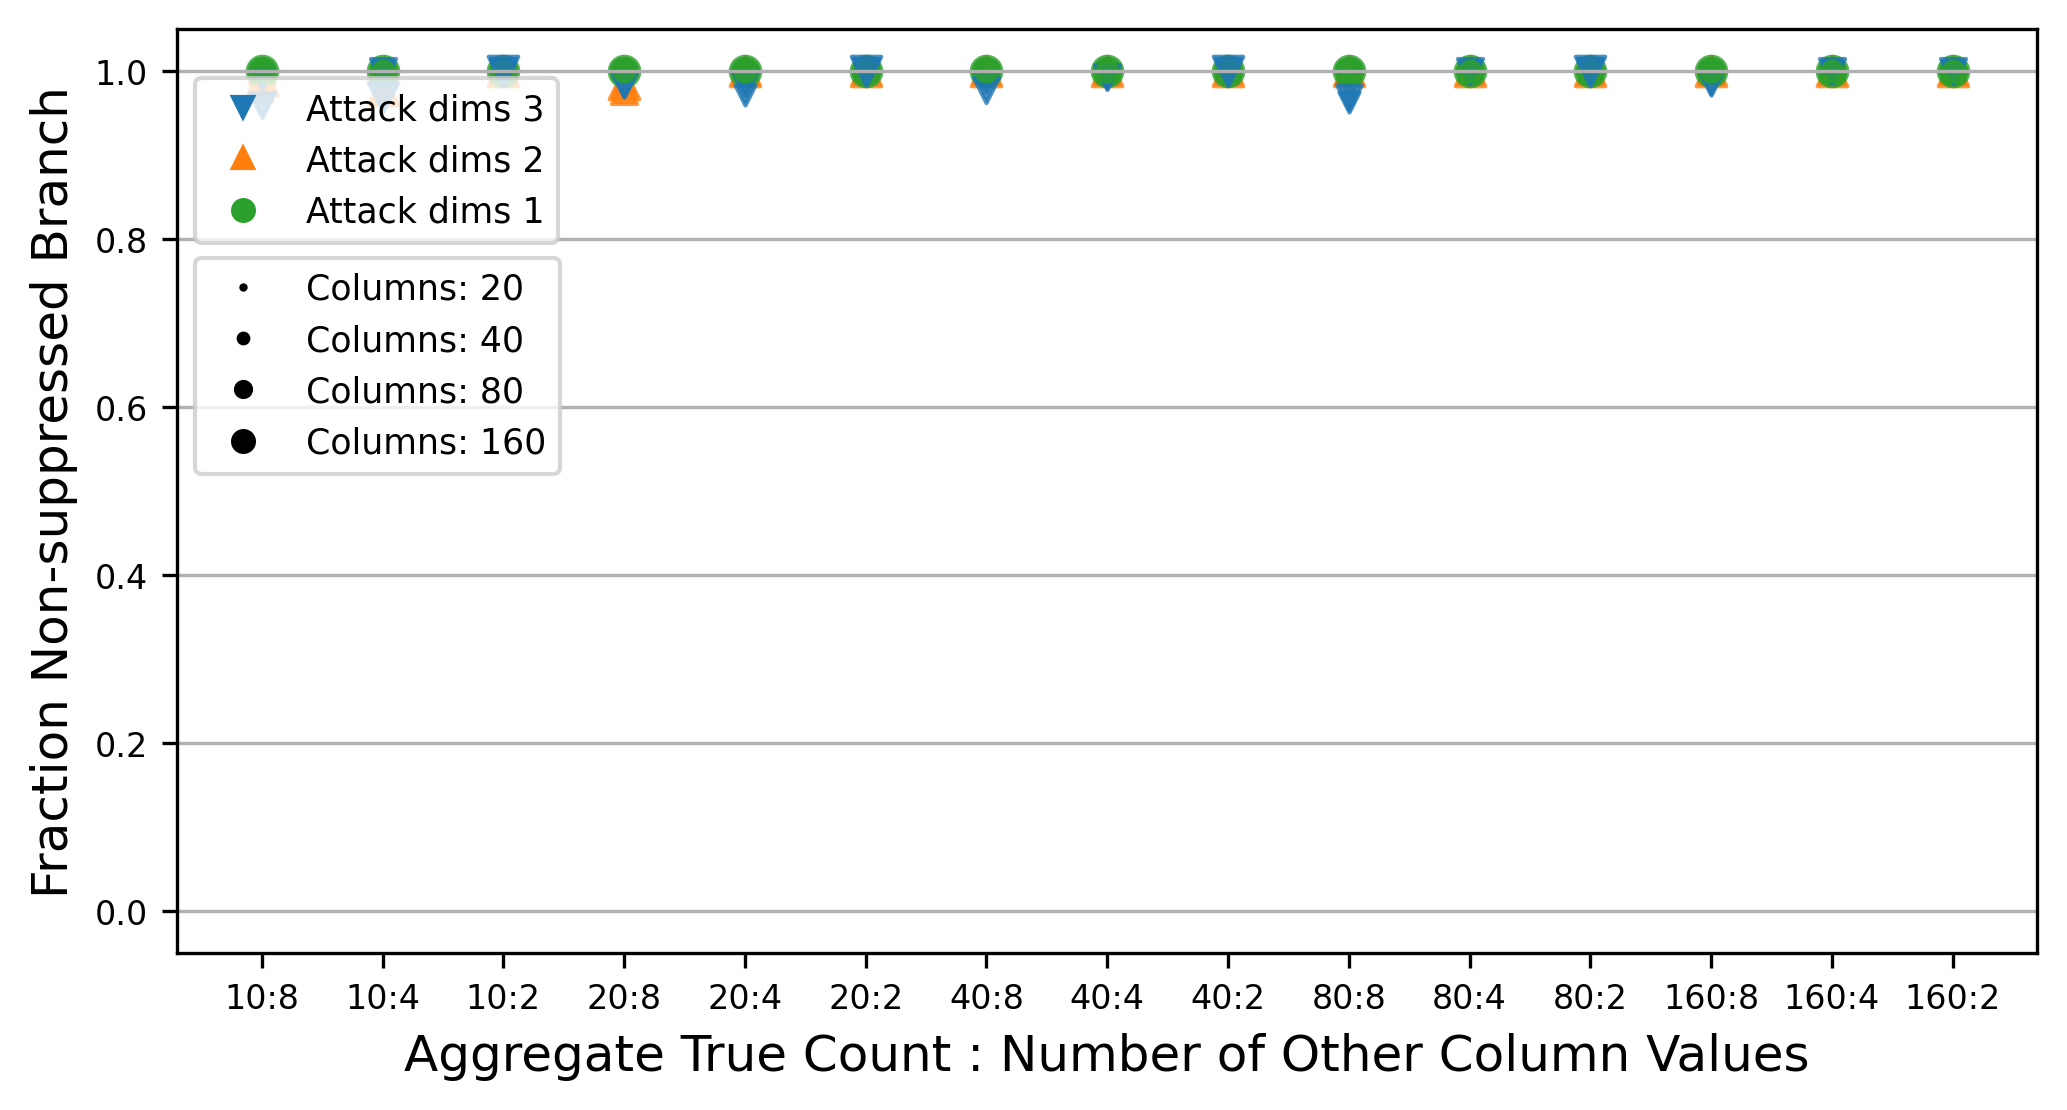 Fraction Non-suppressed Branch
1.0
0.8
0.6
0.4
0.2
0.0
Attack dims 3
Attack dims 2
Attack dims 1
Columns: 20
Columns: 40
Columns: 80
Columns: 160
10:8 10:4 10:2 20:8 20:4 20:2 40:8 40:4 40:2 80:8 80:4 80:2 160:8 160:4 160:2
Aggregate True Count : Number of Other Column Values